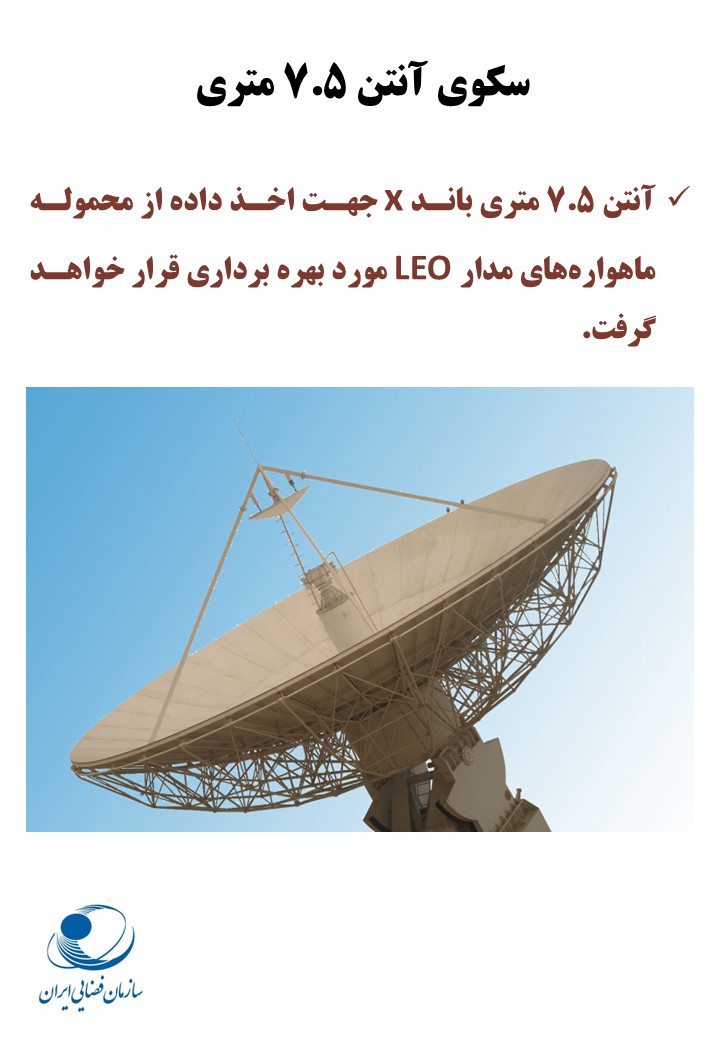 سکوی آنتن ۷.۵ متری
✓ آنتن ۷.۵ متری باند x جهت اخذ داده از محموله
ماهواره‌های مدار LEO مورد بهره برداری قرار خواهد
گرفت.
سازمان فضایی ایران